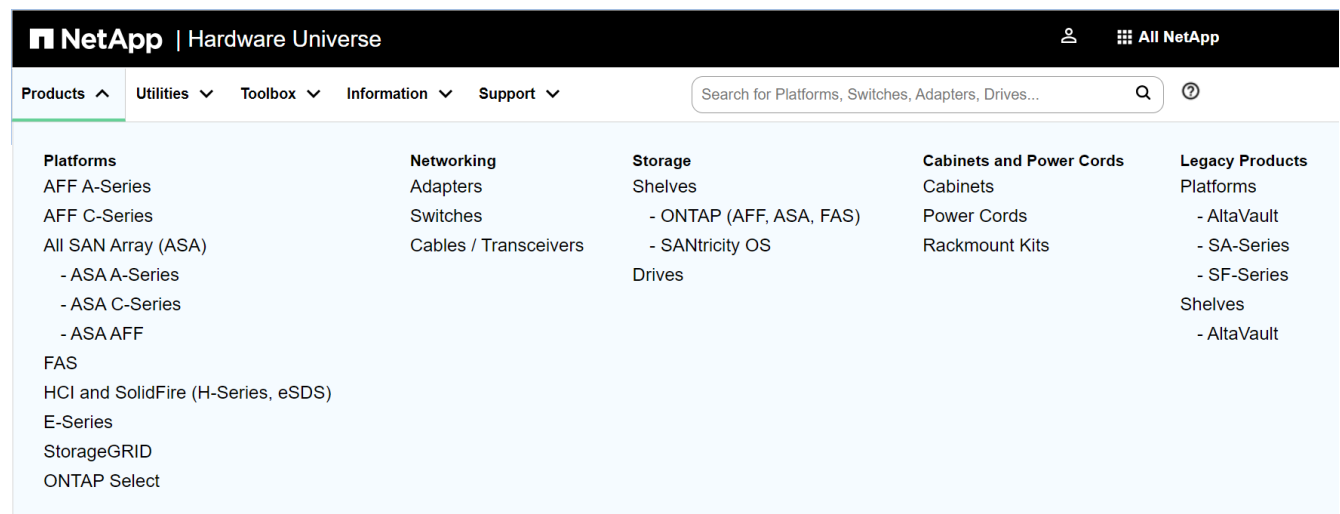 NetApp | Hardware Universe
All NetApp
Products
Utilities
Toolbox
Information
Support
Search for Platforms, Switches, Adapters, Drives...
Platforms
AFF A-Series
AFF C-Series
All SAN Array (ASA)
- ASA A-Series
- ASA C-Series
- ASA AFF
FAS
HCI and SolidFire (H-Series, eSDS)
E-Series
StorageGRID
ONTAP Select
Networking
Adapters
Switches
Cables / Transceivers
Storage
Shelves
- ONTAP (AFF, ASA, FAS)
- SANtricity OS
Drives
Cabinets and Power Cords
Cabinets
Power Cords
Rackmount Kits
Legacy Products
Platforms
- AltaVault
- SA-Series
- SF-Series
Shelves
- AltaVault